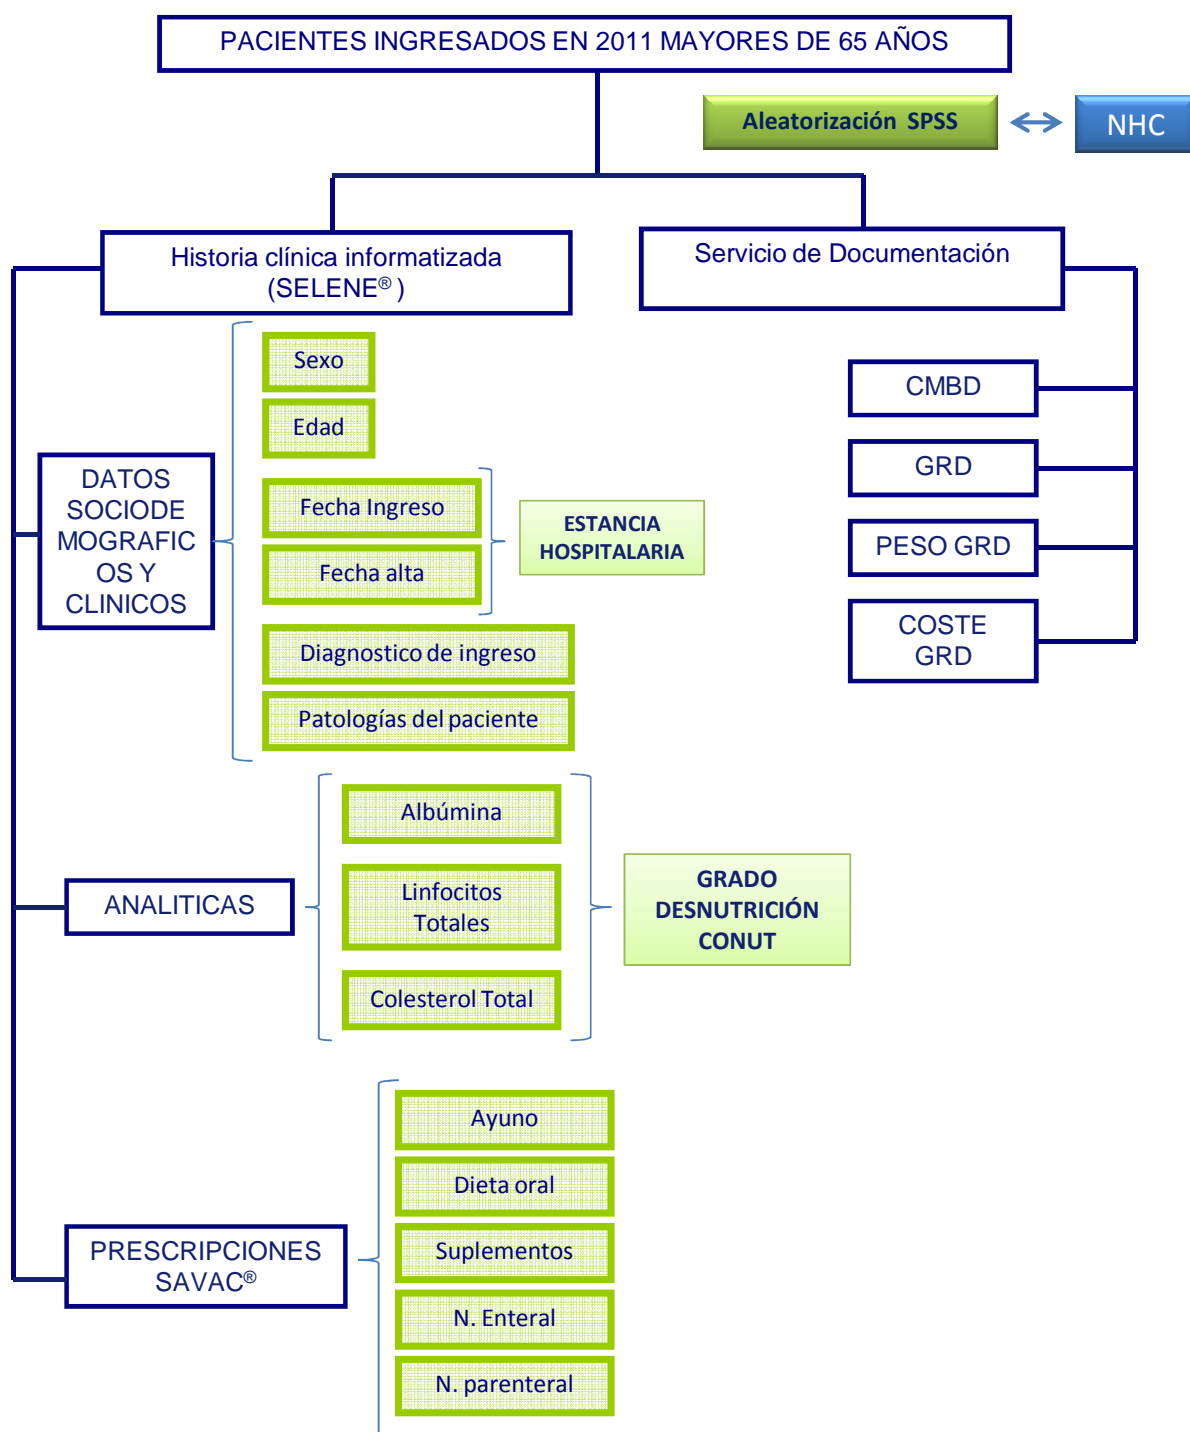 PACIENTES INGRESADOS EN 2011 MAYORES DE 65 AÑOS
Aleatorización SPSS
NHC
Historia clínica informatizada
(SELENE® )
Servicio de Documentación
Sexo
Edad
Fecha Ingreso
Fecha alta
Diagnostico de ingreso
Patologías del paciente
DATOS
SOCIODE
MOGRAFIC
OS Y
CLINICOS
ESTANCIA
HOSPITALARIA
CMBD
GRD
PESO GRD
COSTE
GRD
ANALITICAS
Albúmina
Linfocitos
Totales
Colesterol Total
GRADO
DESNUTRICIÓN
CONUT
PRESCRIPCIONES
SAVAC®
Ayuno
Dieta oral
Suplementos
N. Enteral
N. parenteral